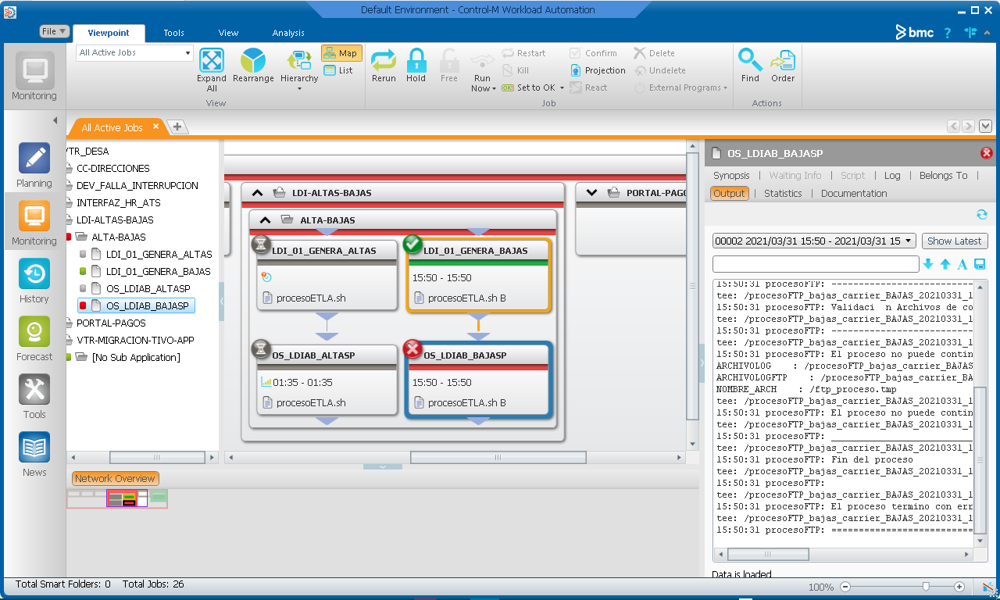 Default Environment - Control-M Workload Automation
File
Viewpoint
Tools
View
Analysis
bmc
?
All Active Jobs
Expand All
Rearrange
Hierarchy
Map
List
View
Rerun
Hold
Free
Run Now
Restart
Kill
OK Set to OK
Confirm
Projection
React
Delete
Undelete
External Programs
Job
Find
Order
Actions
Monitoring
Planning
Monitoring
History
Forecast
Tools
News
All Active Jobs
TR_DESA
CC-DIRECCIONES
DEV_FALLA_INTERRUPCION
INTERFAZ_HR_ATS
LDI-ALTAS-BAJAS
ALTA-BAJAS
LDI_01_GENERA_ALTAS
LDI_01_GENERA_BAJAS
OS_LDIAB_ALTASP
OS_LDIAB_BAJASP
PORTAL-PAGOS
VTR-MIGRACION-TIVO-APP
[No Sub Application]
LDI-ALTAS-BAJAS
PORTAL-PAGO
ALTA-BAJAS
LDI_01_GENERA_ALTAS
procesoETLA.sh
LDI_01_GENERA_BAJAS
15:50 - 15:50
procesoETLA.sh B
OS_LDIAB_ALTASP
01:35 - 01:35
procesoETLA.sh
OS_LDIAB_BAJASP
15:50 - 15:50
procesoETLA.sh B
Network Overview
OS_LDIAB_BAJASP
Synopsis | Waiting Info | Script | Log | Belongs To |
Output | Statistics | Documentation
00002 2021/03/31 15:50 - 2021/03/31 15
Show Latest
A
15:50:31 procesoFTP: ==========================
tee: /procesoFTP_bajas_carrier_BAJAS_20210331_1
15:50:31 procesoFTP: Validaci  n Archivos de co
tee: /procesoFTP_bajas_carrier_BAJAS_20210331_1
15:50:31 procesoFTP: ==========================
tee: /procesoFTP_bajas_carrier_BAJAS_20210331_1
15:50:31 procesoFTP: El proceso no puede contin
tee: /procesoFTP_bajas_carrier_BAJAS_20210331_1
ARCHIVOLOG    : /procesoFTP_bajas_carrier_BAJAS
ARCHIVOLOGFTP    : /procesoFTP_bajas_carrier_BA
NOMBRE_ARCH    : /ftp_proceso.tmp
tee: /procesoFTP_bajas_carrier_BAJAS_20210331_1
15:50:31 procesoFTP: El proceso no puede contin
tee: /procesoFTP_bajas_carrier_BAJAS_20210331_1
15:50:31 procesoFTP: __________________________
tee: /procesoFTP_bajas_carrier_BAJAS_20210331_1
15:50:31 procesoFTP: Fin del proceso
tee: /procesoFTP_bajas_carrier_BAJAS_20210331_1
15:50:31 procesoFTP:
tee: /procesoFTP_bajas_carrier_BAJAS_20210331_1
15:50:31 procesoFTP: El proceso termino con err
tee: /procesoFTP_bajas_carrier_BAJAS_20210331_1
15:50:31 procesoFTP: ==========================
Data is loaded
Total Smart Folders: 0   Total Jobs: 26
100%